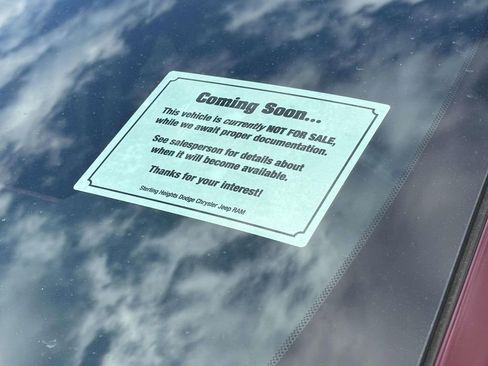 Coming Soon...
This vehicle is currently NOT FOR SALE,
while we await proper documentation.
See salesperson for details about
when it will become available.
Thanks for your interest!
Sterling Heights Dodge Chrysler Jeep RAM